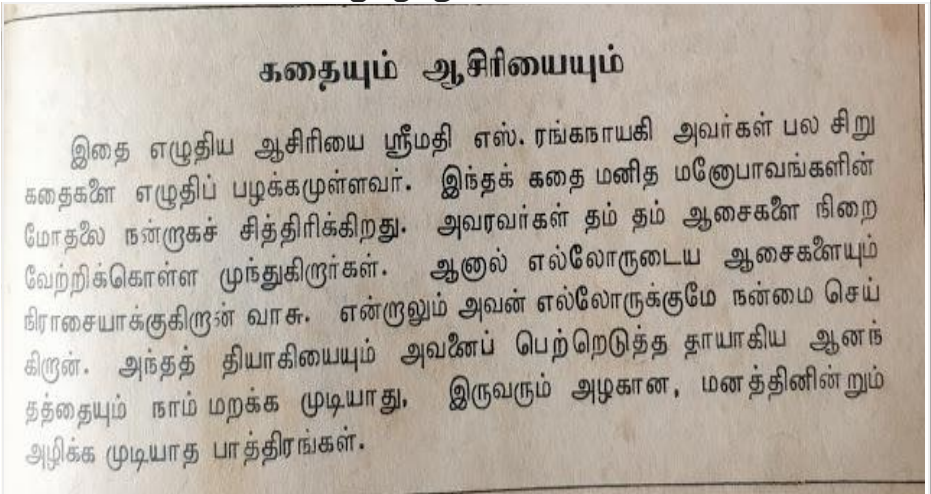 கதையும் ஆசிரியையும்
இதை எழுதிய ஆசிரியை ஸ்ரீமதி எஸ். ரங்கநாயகி அவர்கள் பல சிறு
கதைகளை எழுதிப் பழக்கமுள்ளவர். இந்தக் கதை மனித மனோபாவங்களின்
மோதலை நன்றாகச் சித்திரிக்கிறது. அவரவர்கள் தம் தம் ஆசைகளை நிறை
வேற்றிக்கொள்ள முந்துகிறார்கள். ஆனால் எல்லோருடைய ஆசைகளையும்
நிராசையாக்குகிறான் வாசு. என்றாலும் அவன் எல்லோருக்குமே நன்மை செய்
கிறான். அந்தத் தியாகியையும் அவனைப் பெற்றெடுத்த தாயாகிய ஆனந்
தத்தையும் நாம் மறக்க முடியாது, இருவரும் அழகான, மனத்தினின்றும்
அழிக்க முடியாத பாத்திரங்கள்.